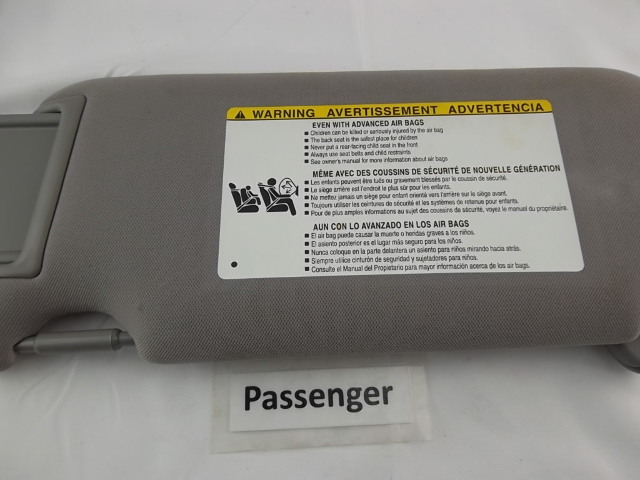 WARNING AVERTISSEMENT ADVERTENCIA
EVEN WITH ADVANCED AIR BAGS
■ Children can be killed or seriously injured by the air bag
■ The back seat is the safest place for children
■ Never put a rear-facing child seat in the front
■ Always use seat belts and child restraints
■ See owner's manual for more information about air bags
MÊME AVEC DES COUSSINS DE SÉCURITÉ DE NOUVELLE GÉNÉRATION
■ Les enfants peuvent être tués ou gravement blessés par le coussin de sécurité.
■ Le siège arrière est l'endroit le plus sûr pour les enfants.
■ Ne mettez jamais un siège pour enfant orienté vers l'arrière sur le siège avant.
■ Toujours utiliser les ceintures de sécurité et les systèmes de retenue pour enfants.
■ Pour de plus amples informations au sujet des coussins de sécurité, voyez le manuel du propriétaire.
AUN CON LO AVANZADO EN LOS AIR BAGS
■ El air bag puede causar la muerte o heridas graves a los niños.
■ El asiento posterior es el lugar más seguro para los niños.
■ Nunca coloque en la parte delantera un asiento para niños mirando hacia atrás.
■ Siempre utilice cinturón de seguridad y sujetadores para niños.
■ Consulte el Manual del Propietario para mayor información acerca de los air bags.
Passenger